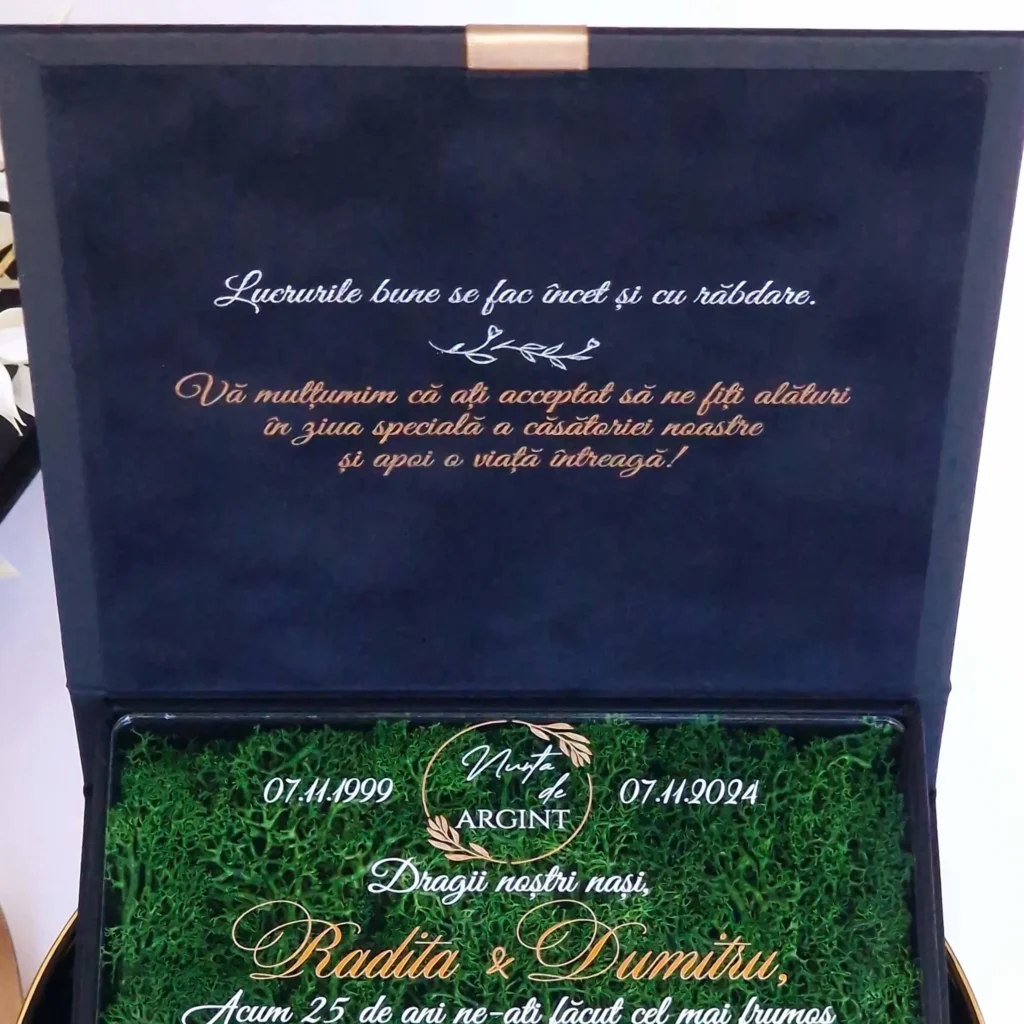 Lucrurile bune se fac încet și cu răbdare.
Vă mulțumim că ați acceptat să ne fiți alături
în ziua specială a căsătoriei noastre
și apoi o viață întreagă!
Nunta
de
ARGINT
07.11.1999
07.11.2024
Dragii noștri nași,
Radita & Dumitru,
Acum 25 de ani ne-ați făcut cel mai frumos